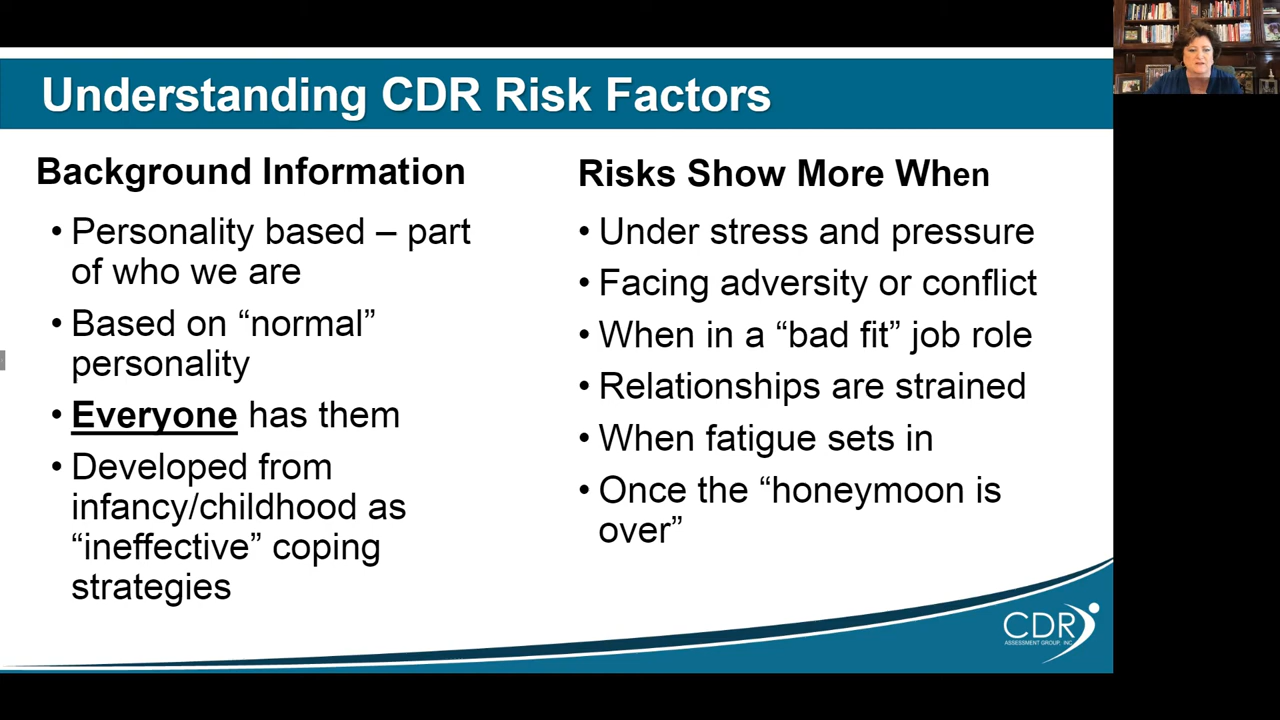 Understanding CDR Risk Factors
Background Information
• Personality based – part
of who we are
• Based on “normal”
personality
• Everyone has them
• Developed from
infancy/childhood as
“ineffective” coping
strategies
Risks Show More When
• Under stress and pressure
• Facing adversity or conflict
• When in a “bad fit” job role
• Relationships are strained
• When fatigue sets in
• Once the “honeymoon is
over”
CDR
ASSESSMENT GROUP, INC.